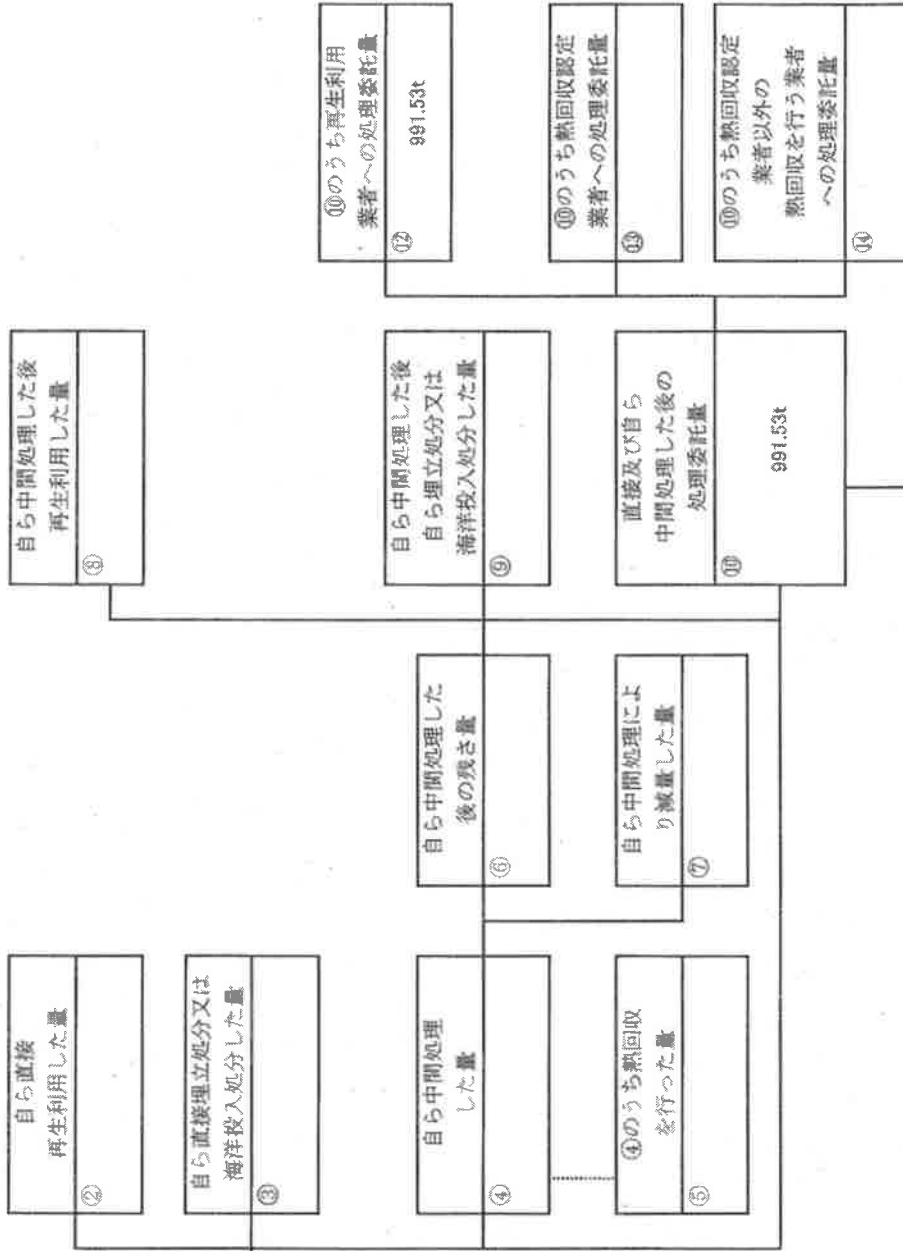 自ら直接
再生利用した量
②
自ら直接埋立処分又は
海洋投入処分した量
③
自ら中間処理
した量
④
④のうち熱回収
を行った量
⑤
自ら中間処理した
後の残さ量
⑥
自ら中間処理によ
り減量した量
⑦
自ら中間処理した後
再生利用した量
⑧
自ら中間処理した後
自ら埋立処分又は
海洋投入処分した量
⑨
直接及び自ら
中間処理した後の
処理委託量
⑩
991.53t
⑩のうち再生利用
業者への処理委託量
⑫
991.53t
⑩のうち熱回収認定
業者への処理委託量
⑬
⑩のうち熱回収認定
業者以外の
熱回収を行う業者
への処理委託量
⑭